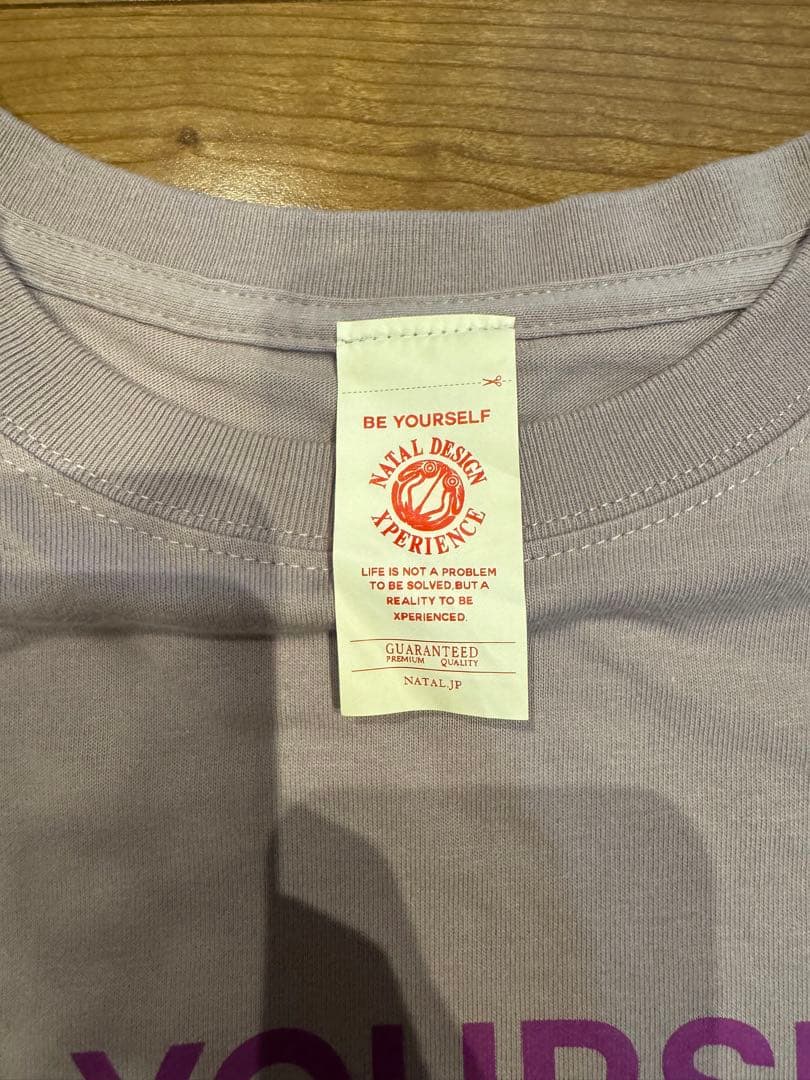 BE YOURSELF
NATAL DESIGN
XPERIENCE
LIFE IS NOT A PROBLEM
TO BE SOLVED,BUT A
REALITY TO BE
XPERIENCED.
GUARANTEED
PREMIUM QUALITY
NATAL.JP
YOURS